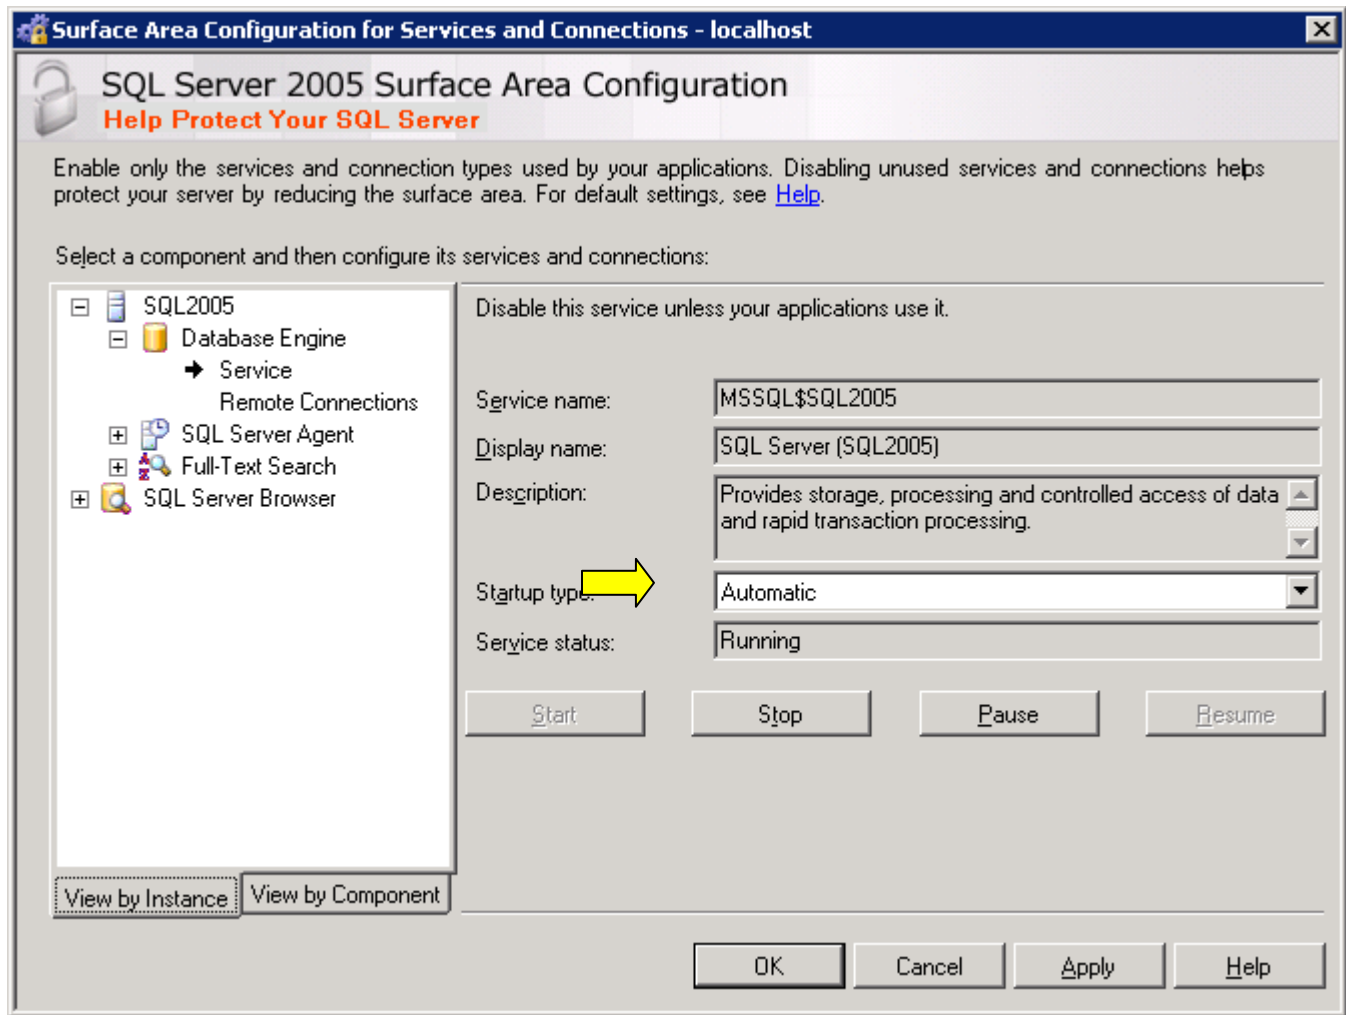 Surface Area Configuration for Services and Connections - localhost
SQL Server 2005 Surface Area Configuration
Help Protect Your SQL Server
Enable only the services and connection types used by your applications. Disabling unused services and connections helps
protect your server by reducing the surface area. For default settings, see Help.
Select a component and then configure its services and connections:
SQL2005
Database Engine
Service
Remote Connections
SQL Server Agent
Full-Text Search
SQL Server Browser
View by Instance
View by Component
Disable this service unless your applications use it.
Service name: MSSQL$SQL2005
Display name: SQL Server (SQL2005)
Description: Provides storage, processing and controlled access of data
and rapid transaction processing.
Startup type: Automatic
Service status: Running
Start Stop Pause Resume
OK Cancel Apply Help